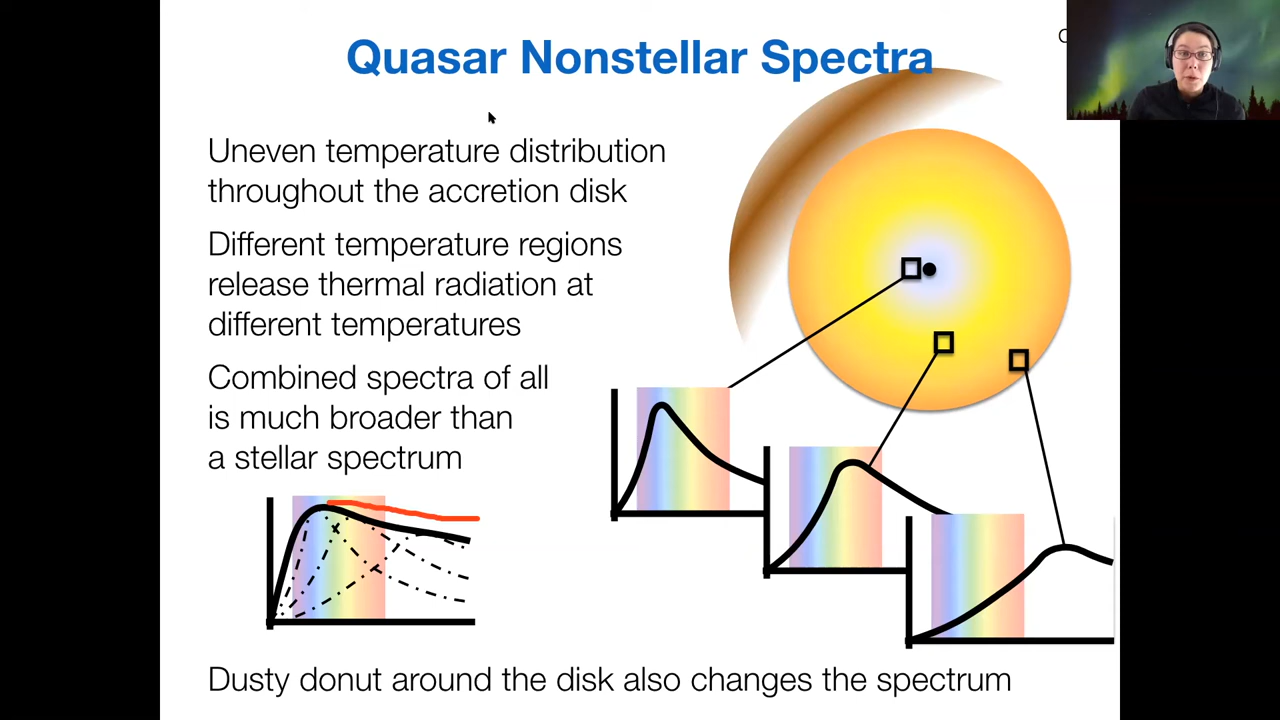 Quasar Nonstellar Spectra
Uneven temperature distribution
throughout the accretion disk
Different temperature regions
release thermal radiation at
different temperatures
Combined spectra of all
is much broader than
a stellar spectrum
Dusty donut around the disk also changes the spectrum